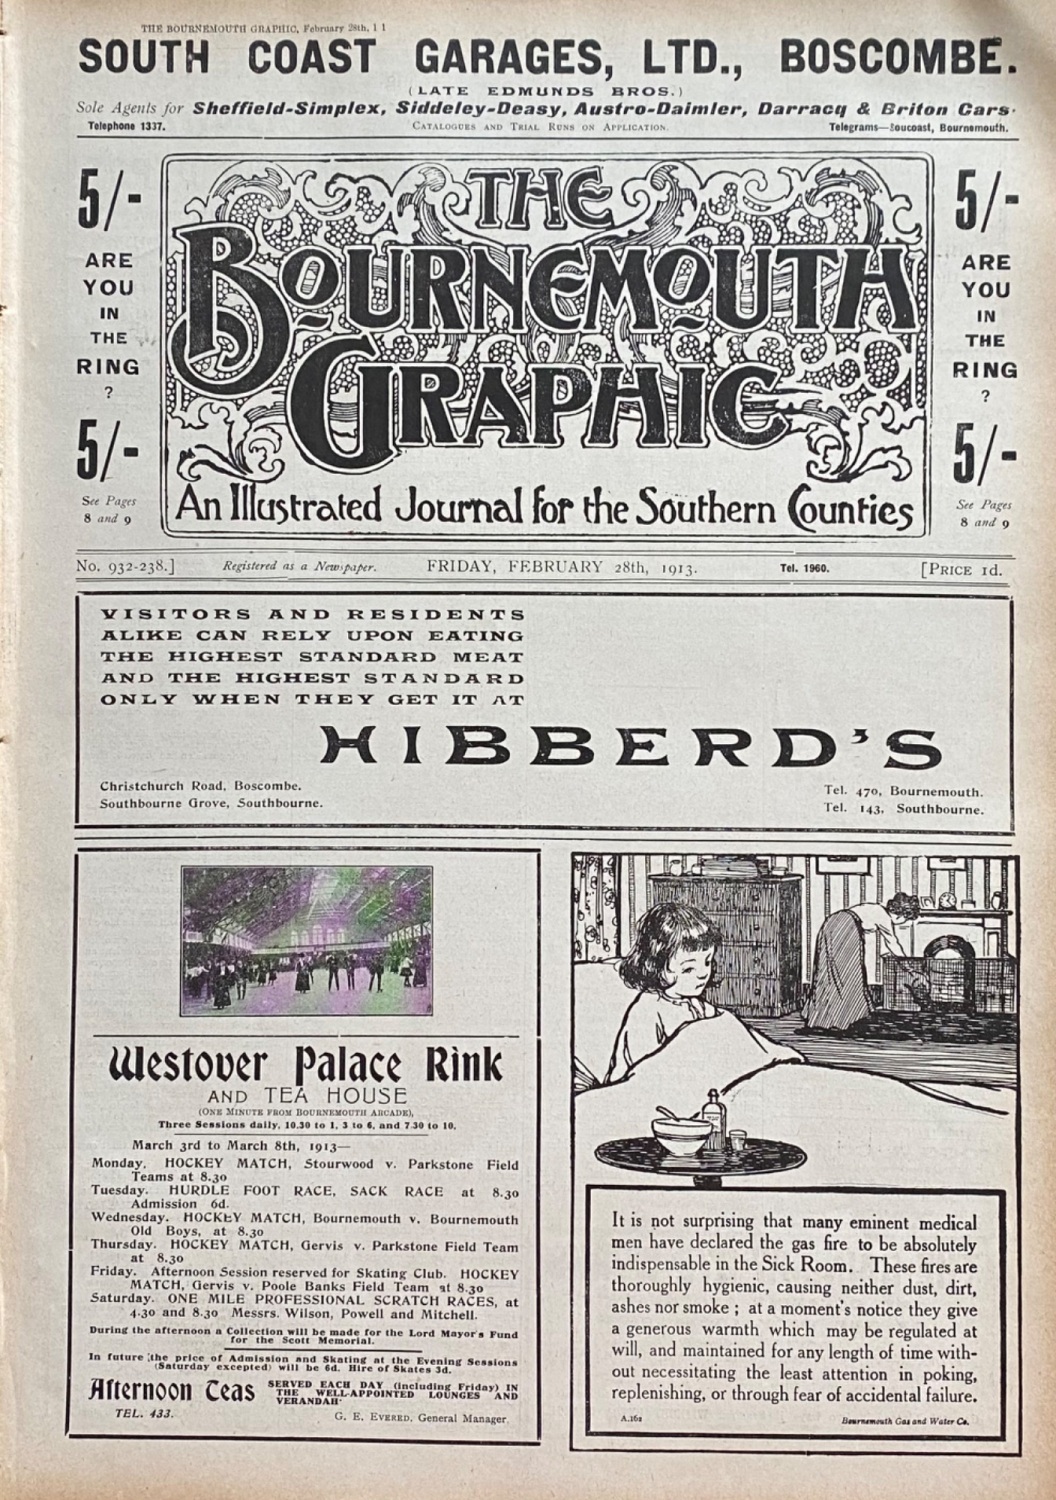 THE BOURNEMOUTH GRAPHIC, February 28th, 1
SOUTH COAST GARAGES, LTD., BOSCOMBE.
(LATE EDMUNDS BROS.)
Sole Agents for Sheffield-Simplex, Siddeley-Deasy, Austro-Daimler, Darracq & Briton Cars.
Telephone 1337. CATALOGUES AND TRIAL RUNS ON APPLICATION. Telegrams—Soucoast, Bournemouth.
5/-
ARE
YOU
IN
THE
RING
?
5/-
See Pages
8 and 9
THE
BOURNEMOUTH
GRAPHIC
An Illustrated Journal for the Southern Counties
5/-
ARE
YOU
IN
THE
RING
?
5/-
See Pages
8 and 9
No. 932-238.] Registered as a Newspaper. FRIDAY, FEBRUARY 28th, 1913. Tel. 1960. [PRICE 1d.
VISITORS AND RESIDENTS
ALIKE CAN RELY UPON EATING
THE HIGHEST STANDARD MEAT
AND THE HIGHEST STANDARD
ONLY WHEN THEY GET IT AT
HIBBERD'S
Christchurch Road, Boscombe.
Southbourne Grove, Southbourne.
Tel. 470, Bournemouth.
Tel. 143, Southbourne.
Westover Palace Rink
AND TEA HOUSE
(ONE MINUTE FROM BOURNEMOUTH ARCADE),
Three Sessions daily, 10.30 to 1, 3 to 6, and 7.30 to 10.
March 3rd to March 8th, 1913—
Monday. HOCKEY MATCH, Stourwood v. Parkstone Field
Teams at 8.30
Tuesday. HURDLE FOOT RACE, SACK RACE at 8.30
Admission 6d.
Wednesday. HOCKEY MATCH, Bournemouth v. Bournemouth
Old Boys, at 8.30
Thursday. HOCKEY MATCH, Gervis v. Parkstone Field Team
at 8.30
Friday. Afternoon Session reserved for Skating Club. HOCKEY
MATCH, Gervis v. Poole Banks Field Team at 8.30
Saturday. ONE MILE PROFESSIONAL SCRATCH RACES, at
4.30 and 8.30 Messrs. Wilson, Powell and Mitchell.
During the afternoon a Collection will be made for the Lord Mayor's Fund
for the Scott Memorial.
In future the price of Admission and Skating at the Evening Sessions
(Saturday excepted) will be 6d. Hire of Skates 3d.
Afternoon Teas SERVED EACH DAY (including Friday) IN
THE WELL-APPOINTED LOUNGES AND
VERANDAH
TEL. 433. G. E. EVERED, General Manager
It is not surprising that many eminent medical
men have declared the gas fire to be absolutely
indispensable in the Sick Room. These fires are
thoroughly hygienic, causing neither dust, dirt,
ashes nor smoke; at a moment's notice they give
a generous warmth which may be regulated at
will, and maintained for any length of time with-
out necessitating the least attention in poking,
replenishing, or through fear of accidental failure.
A.162 Bournemouth Gas and Water Co.